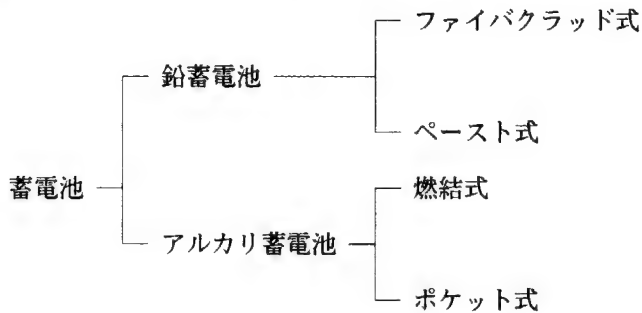 ファイバクラッド式
鉛蓄電池
ペースト式
蓄電池
燃結式
アルカリ蓄電池
ポケット式